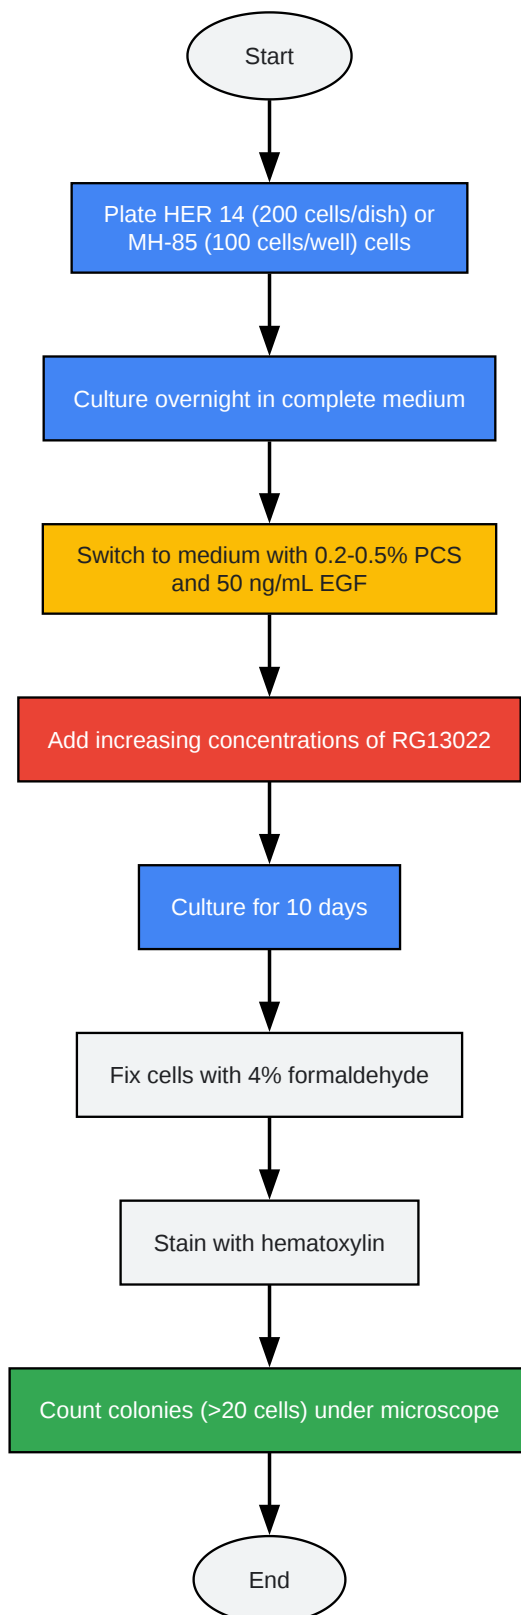 Start
Plate HER 14 (200 cells/dish) or
MH-85 (100 cells/well) cells
Culture overnight in complete medium
Switch to medium with 0.2-0.5% PCS
and 50 ng/mL EGF
Add increasing concentrations of RG13022
Culture for 10 days
Fix cells with 4% formaldehyde
Stain with hematoxylin
Count colonies (>20 cells) under microscope
End